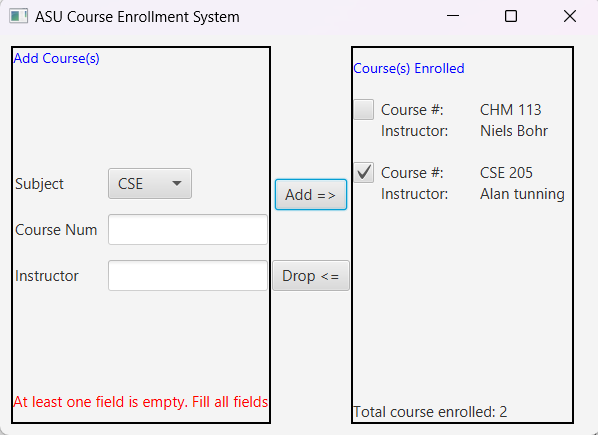 ASU Course Enrollment System
Add Course(s)
Subject
CSE
Course Num
Instructor
At least one field is empty. Fill all fields
Add =>
Drop <=
Course(s) Enrolled
Course #: CHM 113
Instructor: Niels Bohr
Course #: CSE 205
Instructor: Alan tunning
Total course enrolled: 2